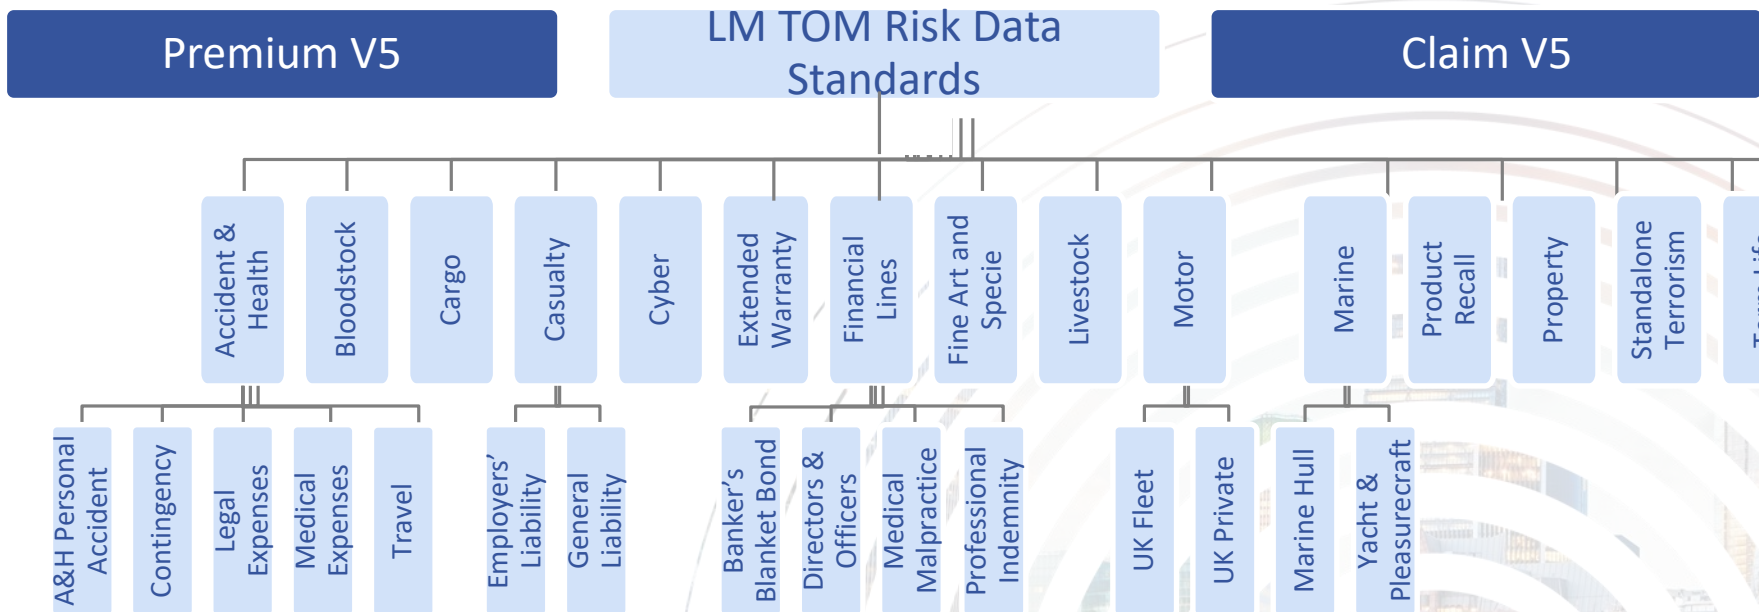 Premium V5
LM TOM Risk Data
Standards
Claim V5
Accident &
Health
Bloodstock
Cargo
Casualty
Cyber
Extended
Warranty
Financial
Lines
Fine Art and
Specie
Livestock
Motor
Marine
Product
Recall
Property
Standalone
Terrorism
A&H Personal
Accident
Contingency
Legal
Expenses
Medical
Expenses
Travel
Employers’
Liability
General
Liability
Banker’s
Blanket Bond
Directors &
Officers
Medical
Malpractice
Professional
Indemnity
UK Fleet
UK Private
Marine Hull
Yacht &
Pleasurecraft